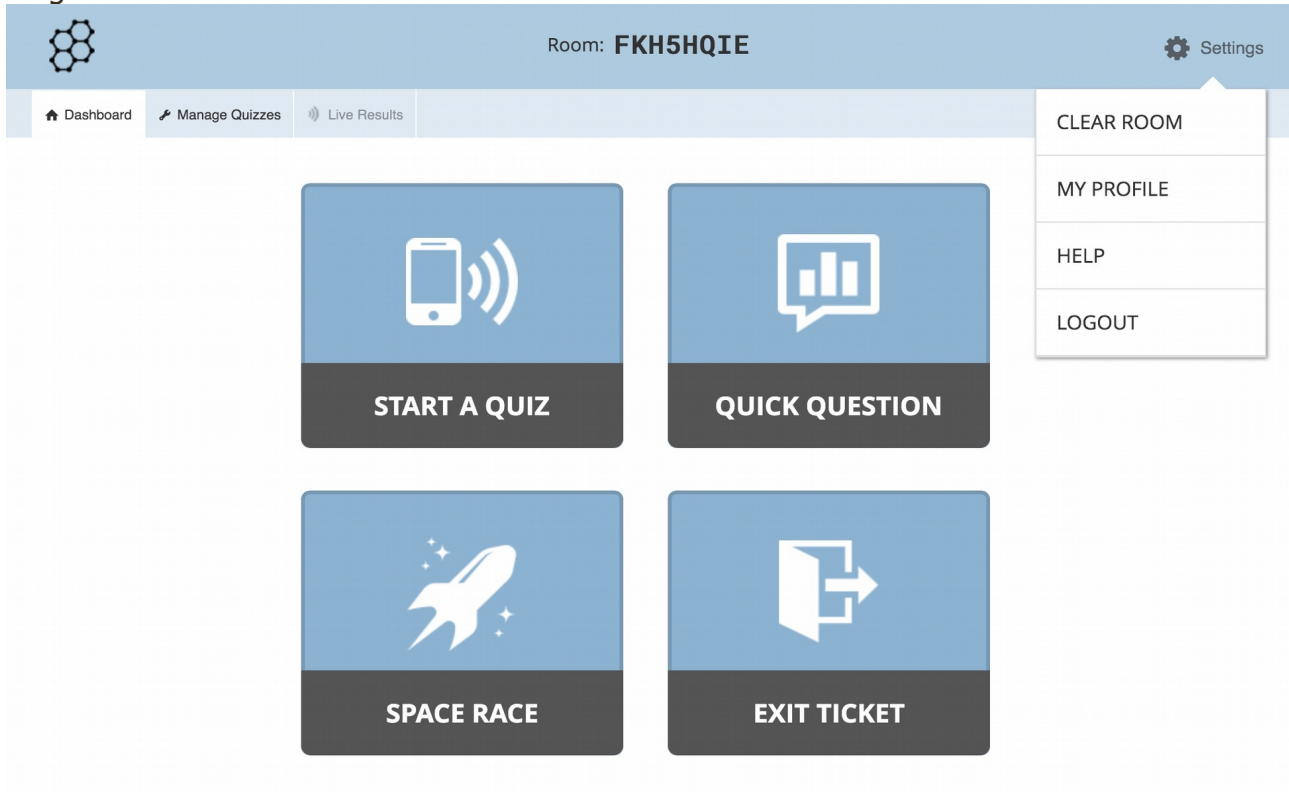 Room: FKH5HQIE
Settings
Dashboard
Manage Quizzes
Live Results
CLEAR ROOM
MY PROFILE
HELP
LOGOUT
START A QUIZ
QUICK QUESTION
SPACE RACE
EXIT TICKET